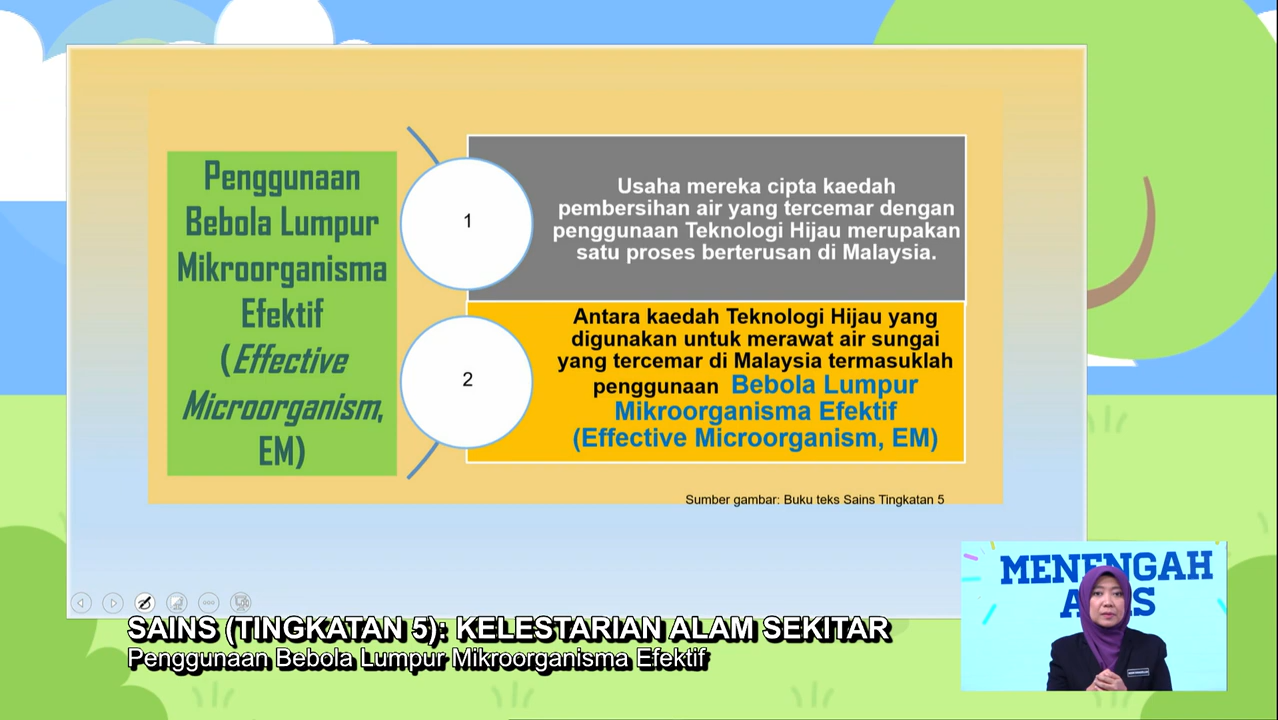 Penggunaan
Bebola Lumpur
Mikroorganisma
Efektif
(Effective
Microorganism,
EM)
1
Usaha mereka cipta kaedah
pembersihan air yang tercemar dengan
penggunaan Teknologi Hijau merupakan
satu proses berterusan di Malaysia.
2
Antara kaedah Teknologi Hijau yang
digunakan untuk merawat air sungai
yang tercemar di Malaysia termasuklah
penggunaan Bebola Lumpur
Mikroorganisma Efektif
(Effective Microorganism, EM)
Sumber gambar: Buku teks Sains Tingkatan 5
MENENGAH
SAINS (TINGKATAN 5): KELESTARIAN ALAM SEKITAR
Penggunaan Bebola Lumpur Mikroorganisma Efektif